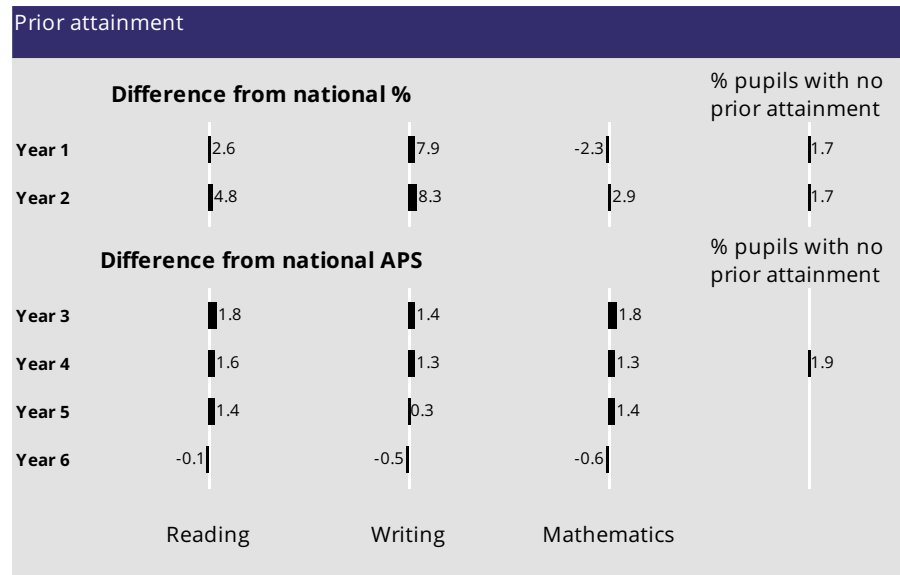 Prior attainment
Difference from national %
% pupils with no
prior attainment
Year 1 2.6 7.9 -2.3 1.7
Year 2 4.8 8.3 2.9 1.7
Difference from national APS
% pupils with no
prior attainment
Year 3 1.8 1.4 1.8
Year 4 1.6 1.3 1.3 1.9
Year 5 1.4 0.3 1.4
Year 6 -0.1 -0.5 -0.6
Reading Writing Mathematics